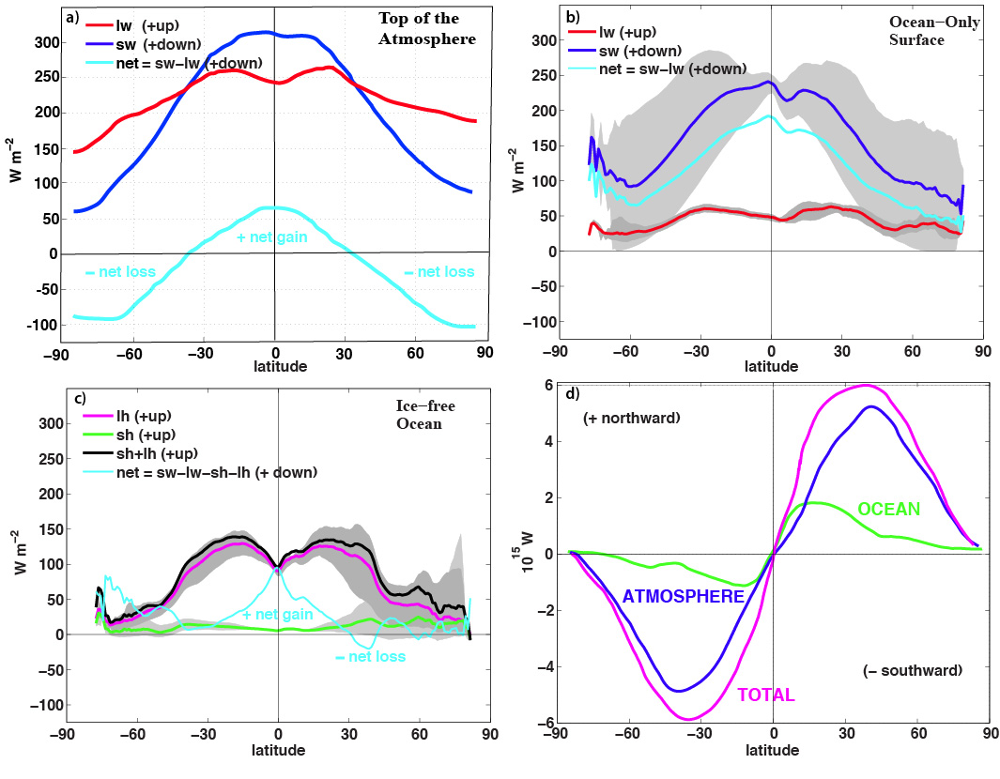 a)
lw (+up)
sw (+down)
net = sw−lw (+down)
Top of the
Atmosphere
300
250
200
150
100
50
0
-50
-100
W m−2
+ net gain
− net loss
− net loss
−90
−60
−30
0
30
60
90
latitude
b)
lw (+up)
sw (+down)
net = sw−lw (+down)
Ocean−Only
Surface
300
250
200
150
100
50
0
−50
−100
W m−2
−90
−60
−30
0
30
60
90
latitude
c)
lh (+up)
sh (+up)
sh+lh (+up)
net = sw−lw−sh−lh (+ down)
Ice−free
Ocean
300
250
200
150
100
50
0
−50
−100
W m−2
+ net gain
− net loss
−90
−60
−30
0
30
60
90
latitude
d)
(+ northward)
6
4
2
0
−2
−4
−6
10 15 W
OCEAN
ATMOSPHERE
TOTAL
(− southward)
−90
−60
−30
0
30
60
90
latitude